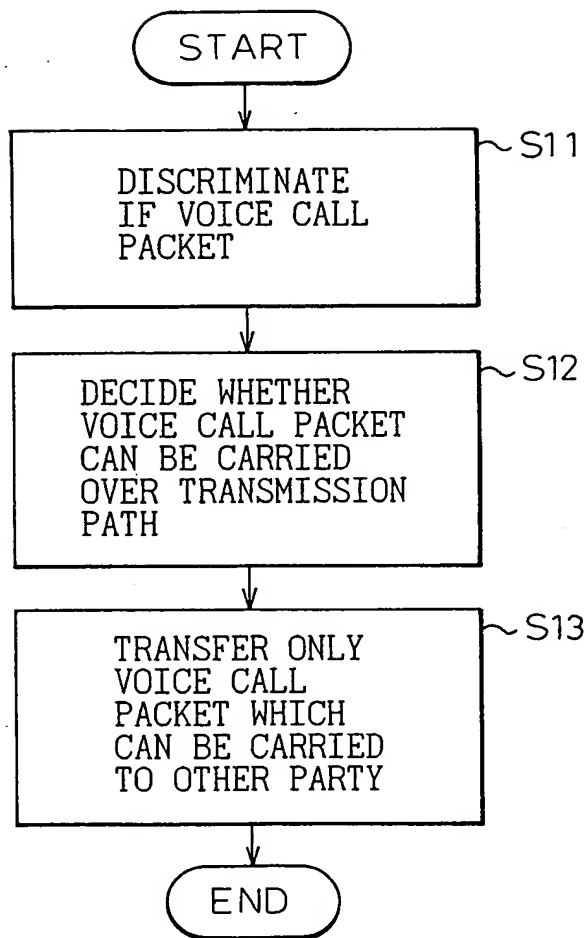 START
S11
DISCRIMINATE
IF VOICE CALL
PACKET
S12
DECIDE WHETHER
VOICE CALL PACKET
CAN BE CARRIED
OVER TRANSMISSION
PATH
S13
TRANSFER ONLY
VOICE CALL
PACKET WHICH
CAN BE CARRIED
TO OTHER PARTY
END